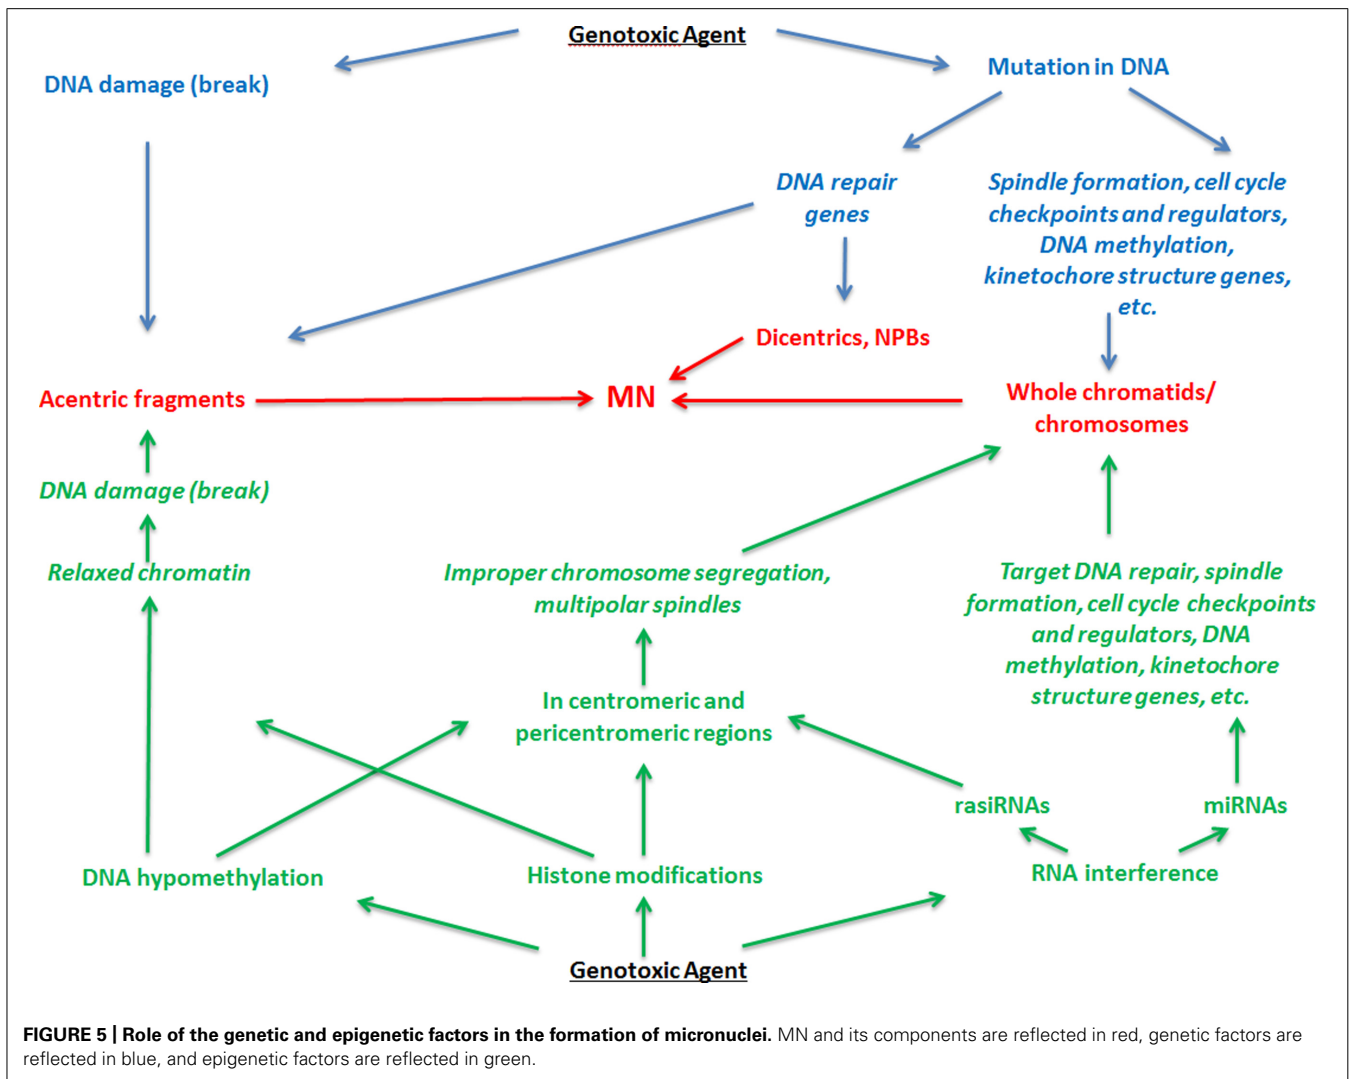 Genotoxic Agent
DNA damage (break)
Mutation in DNA
DNA repair
genes
Spindle formation, cell cycle
checkpoints and regulators,
DNA methylation,
kinetochore structure genes,
etc.
Dicentrics, NPBs
Acentric fragments
MN
Whole chromatids/
chromosomes
DNA damage (break)
Relaxed chromatin
Improper chromosome segregation,
multipolar spindles
Target DNA repair, spindle
formation, cell cycle checkpoints
and regulators, DNA
methylation, kinetochore
structure genes, etc.
In centromeric and
pericentromeric regions
rasiRNAs
miRNAs
DNA hypomethylation
Histone modifications
RNA interference
Genotoxic Agent
FIGURE 5 | Role of the genetic and epigenetic factors in the formation of micronuclei. MN and its components are reflected in red, genetic factors are
reflected in blue, and epigenetic factors are reflected in green.